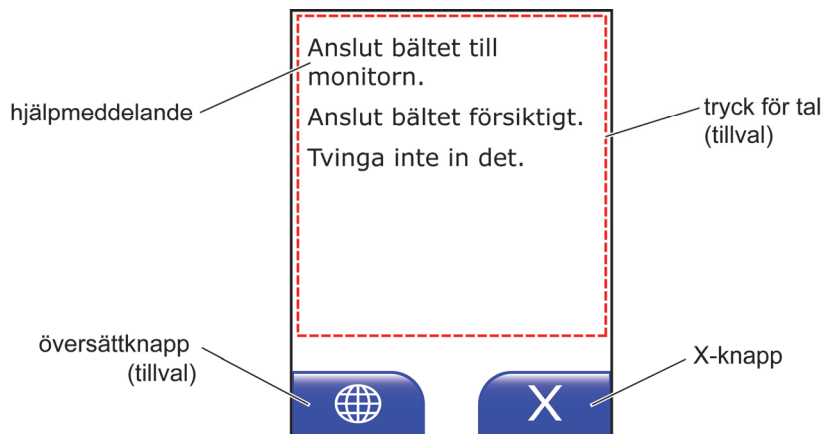 Anslut bältet till
monitorn.
Anslut bältet försiktigt.
Tvinga inte in det.
hjälpmeddelande
tryck för tal
(tillval)
översättknapp
(tillval)
X-knapp
X